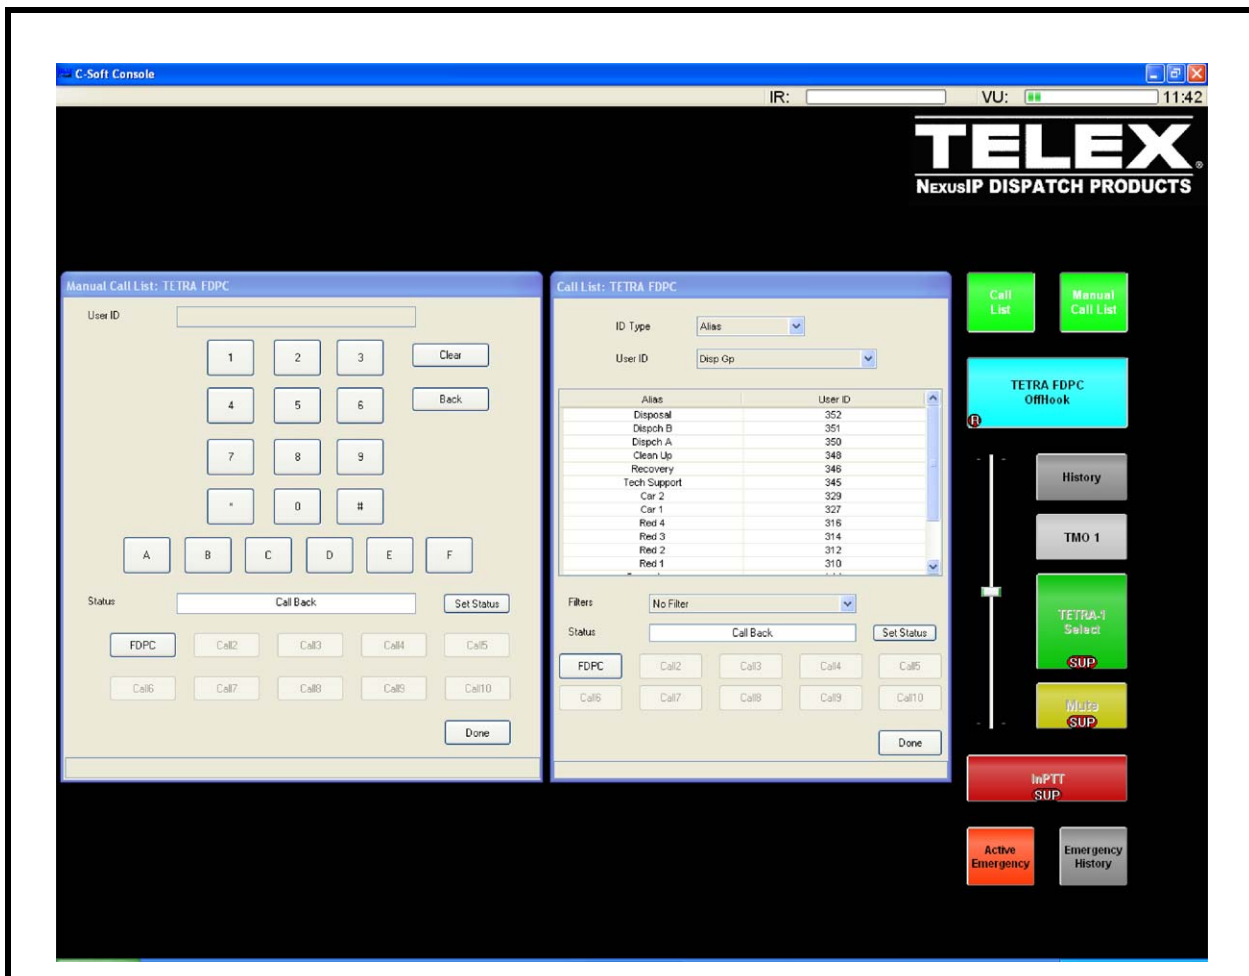 C-Soft Console
IR: VU: 11:42
TELEX®
NEXUSIP DISPATCH PRODUCTS
Manual Call List: TETRA FDPC
User ID
1 2 3 Clear
4 5 6 Back
7 8 9
* 0 #
A B C D E F
Status Call Back Set Status
FDPC Call2 Call3 Call4 Call5
Call6 Call7 Call8 Call9 Call10
Done
Call List: TETRA FDPC
ID Type Alias
User ID Disp Gp
Alias User ID
Disposal 352
Dispch B 351
Dispch A 350
Clean Up 348
Recovery 346
Tech Support 345
Car 2 329
Car 1 327
Red 4 316
Red 3 314
Red 2 312
Red 1 310
Filters No Filter
Status Call Back Set Status
FDPC Call2 Call3 Call4 Call5
Call6 Call7 Call8 Call9 Call10
Done
Call
List
Manual
Call List
TETRA FDPC
OffHook
R
History
TMO 1
TETRA-1
Select
SUP
Mute
SUP
InPTT
SUP
Active
Emergency
Emergency
History